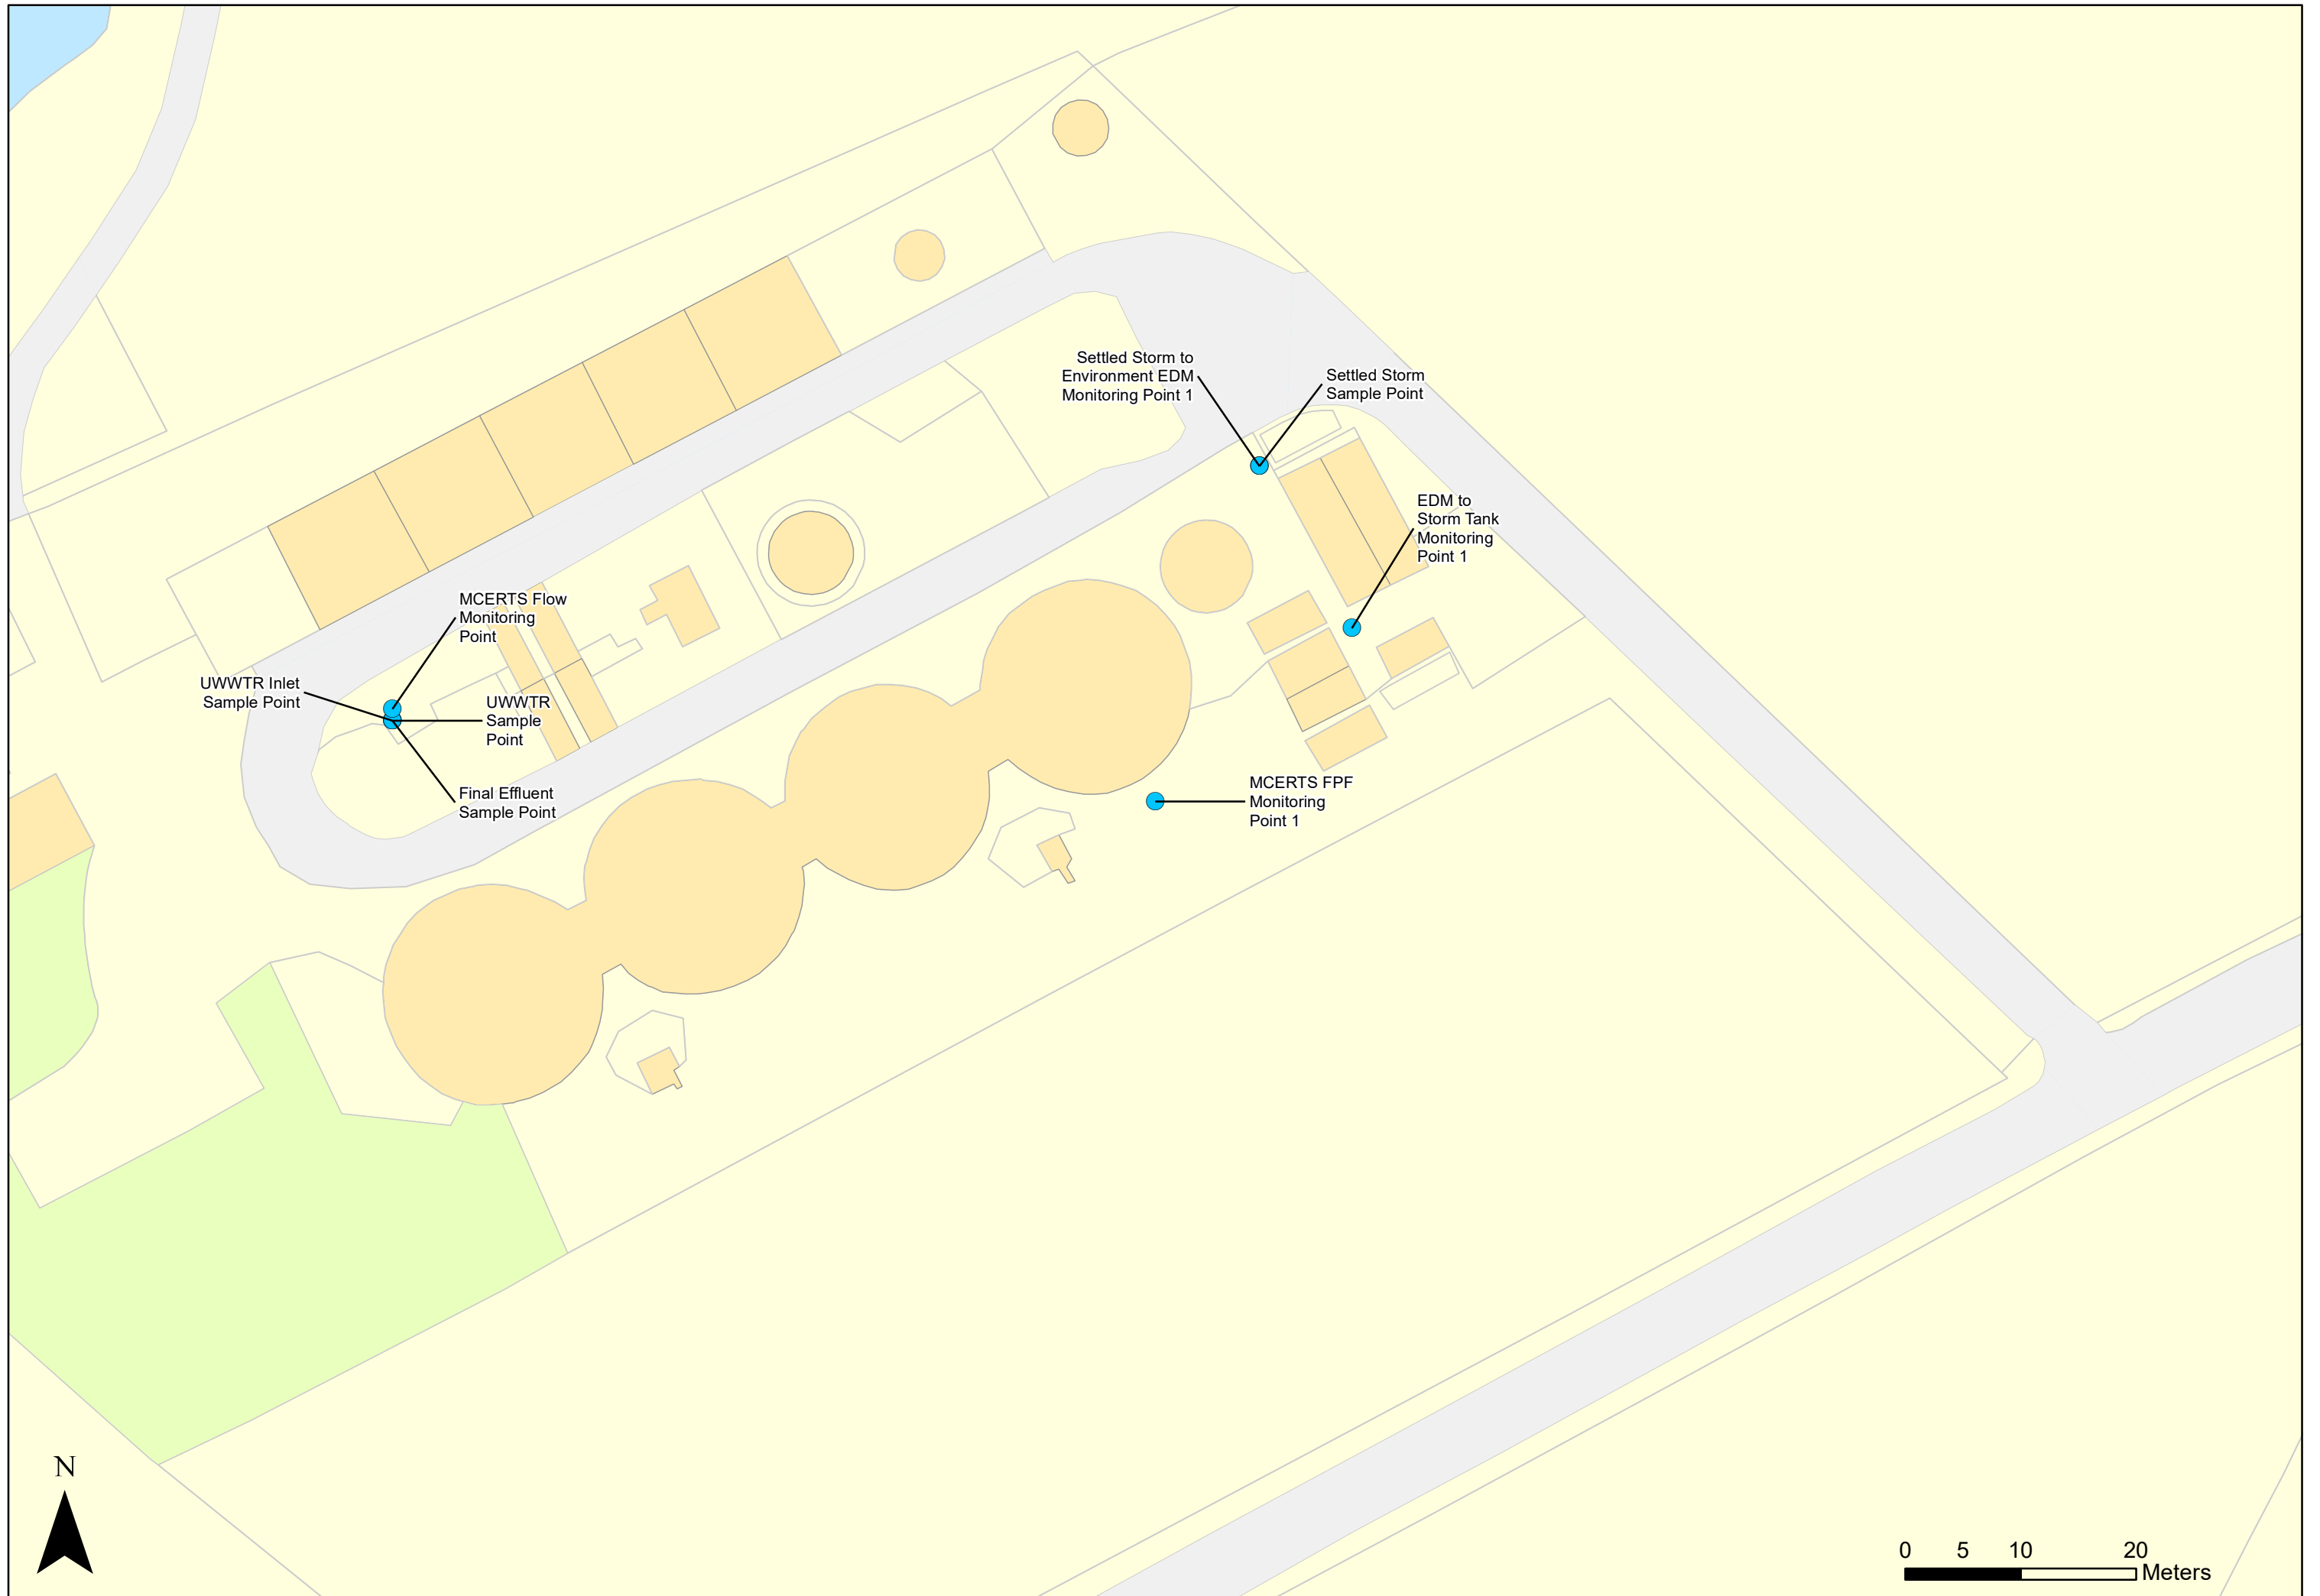 Settled Storm to
Environment EDM
Monitoring Point 1
Settled Storm
Sample Point
EDM to
Storm Tank
Monitoring
Point 1
MCERTS Flow
Monitoring
Point
UWWTR Inlet
Sample Point
UWWTR
Sample
Point
Final Effluent
Sample Point
MCERTS FPF
Monitoring
Point 1
N
0 5 10 20
Meters